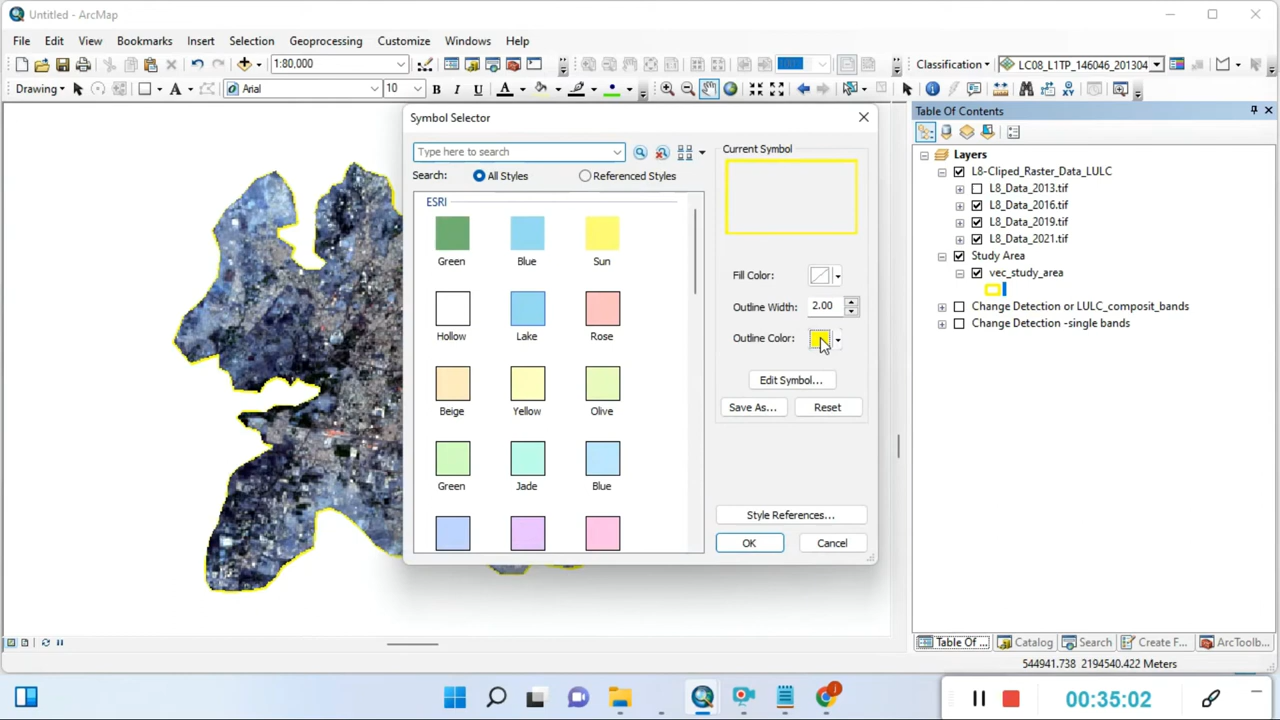 Untitled - ArcMap
File Edit View Bookmarks Insert Selection Geoprocessing Customize Windows Help
1:80,000 Classification LC08_L1TP_146046_201304
Drawing A Arial 10 B I U A
Symbol Selector
Type here to search
Search: All Styles Referenced Styles
ESRI
Green Blue Sun
Hollow Lake Rose
Beige Yellow Olive
Green Jade Blue
Current Symbol
Fill Color:
Outline Width: 2.00
Outline Color:
Edit Symbol...
Save As... Reset
Style References...
OK Cancel
Table Of Contents
Layers
L8-Cliped_Raster_Data_LULC
L8_Data_2013.tif
L8_Data_2016.tif
L8_Data_2019.tif
L8_Data_2021.tif
Study Area
vec_study_area
Change Detection or LULC_composit_bands
Change Detection -single bands
Table Of ... Catalog Search Create F... ArcToolb...
544941.738 2194540.422 Meters
00:35:02